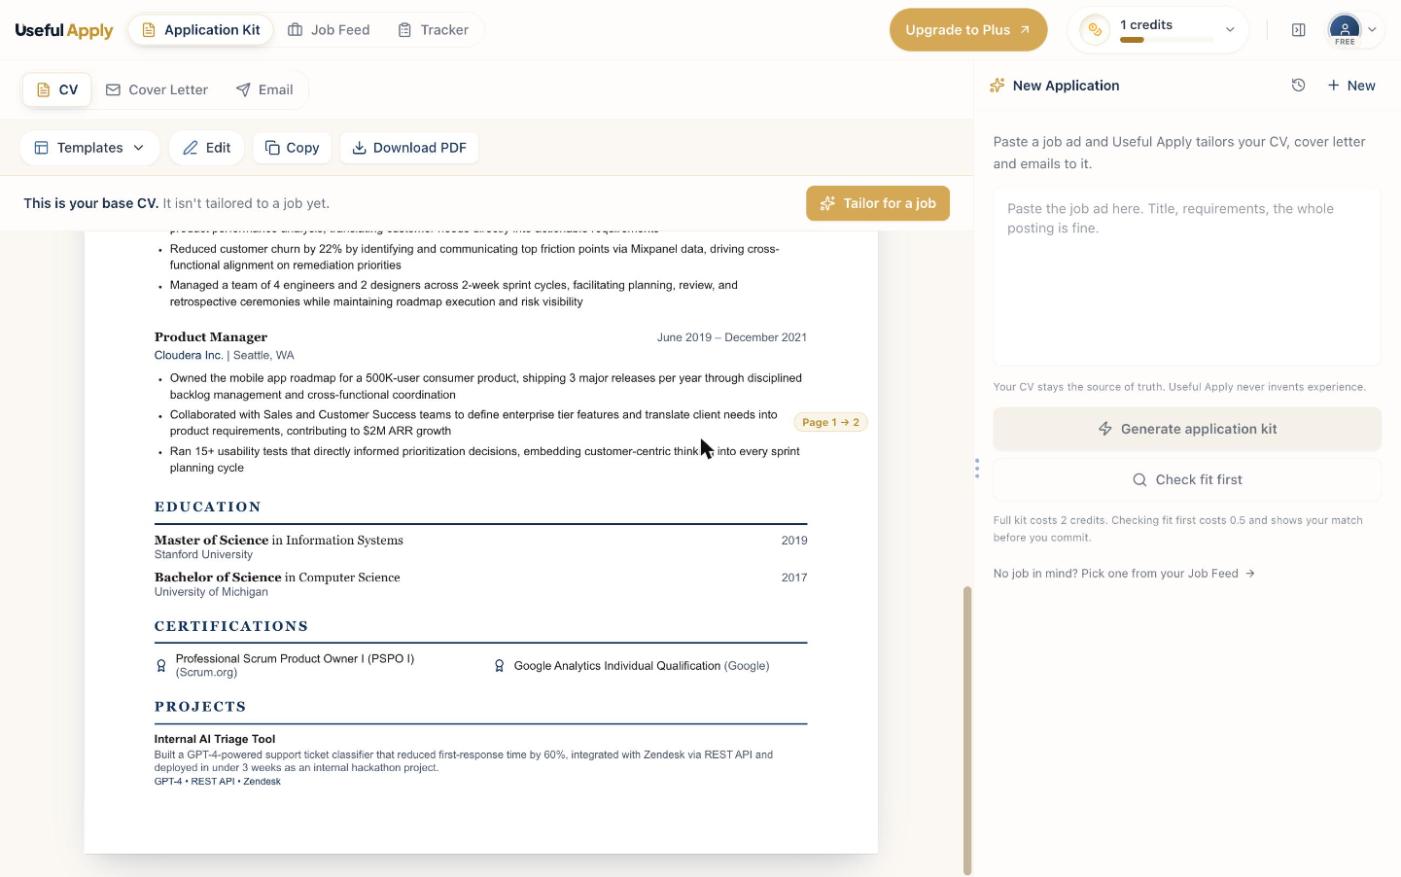 Useful Apply
Application Kit
Job Feed
Tracker
Upgrade to Plus
1 credits
FREE
CV
Cover Letter
Email
Templates
Edit
Copy
Download PDF
This is your base CV. It isn't tailored to a job yet.
Tailor for a job
product performance analysis, translating customer needs directly into actionable requirements
• Reduced customer churn by 22% by identifying and communicating top friction points via Mixpanel data, driving cross-
functional alignment on remediation priorities
• Managed a team of 4 engineers and 2 designers across 2-week sprint cycles, facilitating planning, review, and
retrospective ceremonies while maintaining roadmap execution and risk visibility
Product Manager June 2019 – December 2021
Cloudera Inc. | Seattle, WA
• Owned the mobile app roadmap for a 500K-user consumer product, shipping 3 major releases per year through disciplined
backlog management and cross-functional coordination
• Collaborated with Sales and Customer Success teams to define enterprise tier features and translate client needs into
product requirements, contributing to $2M ARR growth
Page 1 → 2
• Ran 15+ usability tests that directly informed prioritization decisions, embedding customer-centric think into every sprint
planning cycle
EDUCATION
Master of Science in Information Systems 2019
Stanford University
Bachelor of Science in Computer Science 2017
University of Michigan
CERTIFICATIONS
Professional Scrum Product Owner I (PSPO I)
(Scrum.org)
Google Analytics Individual Qualification (Google)
PROJECTS
Internal AI Triage Tool
Built a GPT-4-powered support ticket classifier that reduced first-response time by 60%, integrated with Zendesk via REST API and
deployed in under 3 weeks as an internal hackathon project.
GPT-4 • REST API • Zendesk
New Application
+ New
Paste a job ad and Useful Apply tailors your CV, cover letter
and emails to it.
Paste the job ad here. Title, requirements, the whole
posting is fine.
Your CV stays the source of truth. Useful Apply never invents experience.
Generate application kit
Check fit first
Full kit costs 2 credits. Checking fit first costs 0.5 and shows your match
before you commit.
No job in mind? Pick one from your Job Feed →